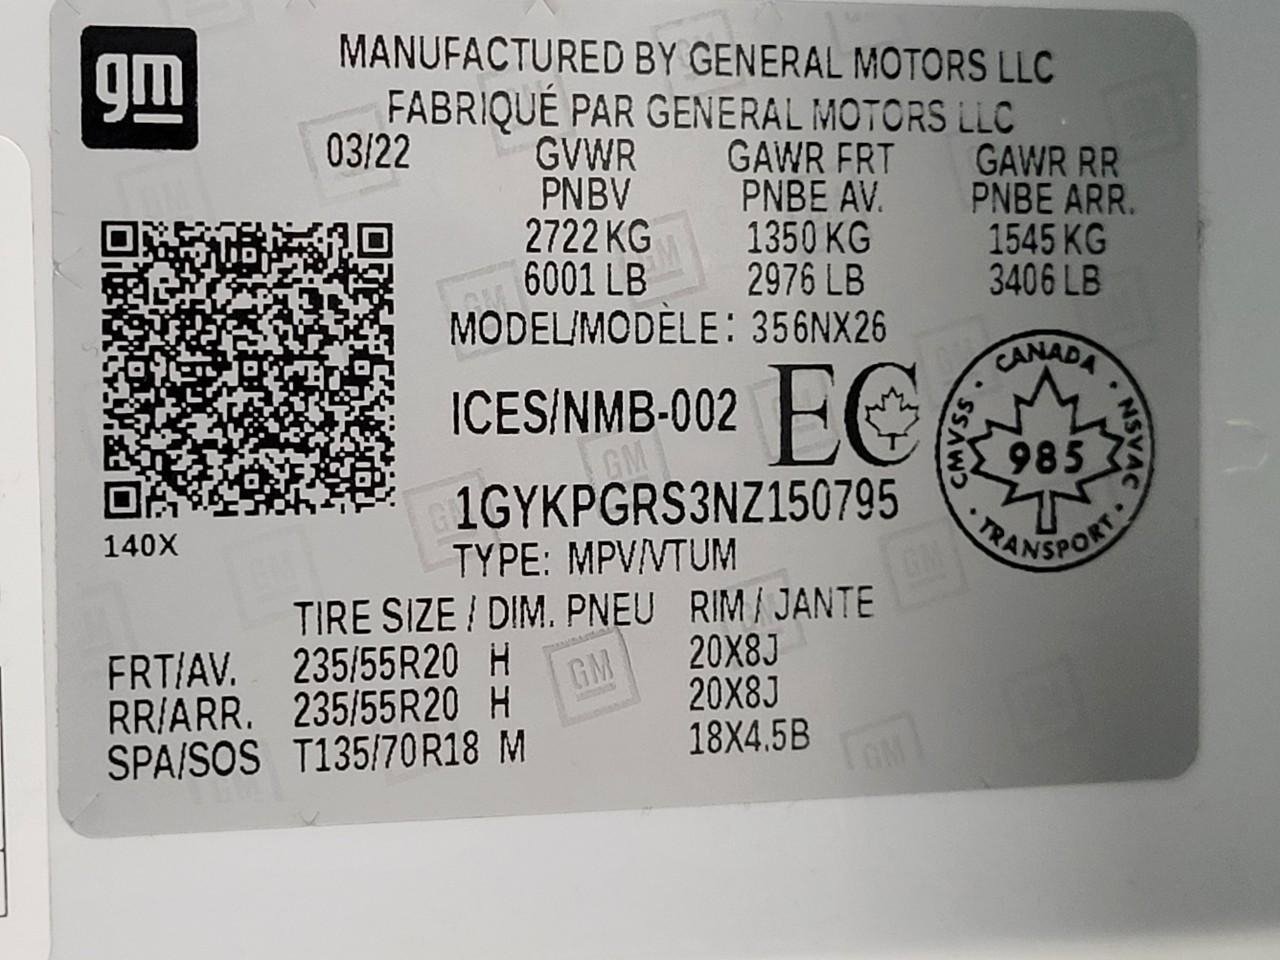 gm
MANUFACTURED BY GENERAL MOTORS LLC
FABRIQUÉ PAR GENERAL MOTORS LLC
03/22 GVWR GAWR FRT GAWR RR
PNBV PNBE AV. PNBE ARR.
2722 KG 1350 KG 1545 KG
6001 LB 2976 LB 3406 LB
MODEL/MODÈLE: 356NX26
ICES/NMB-002 EC
CANADA · NSVAC · TRANSPORT · CMVSS ·
985
1GYKPGRS3NZ150795
140X
TYPE: MPV/VTUM
TIRE SIZE / DIM. PNEU RIM / JANTE
FRT/AV. 235/55R20 H 20X8J
RR/ARR. 235/55R20 H 20X8J
SPA/SOS T135/70R18 M 18X4.5B